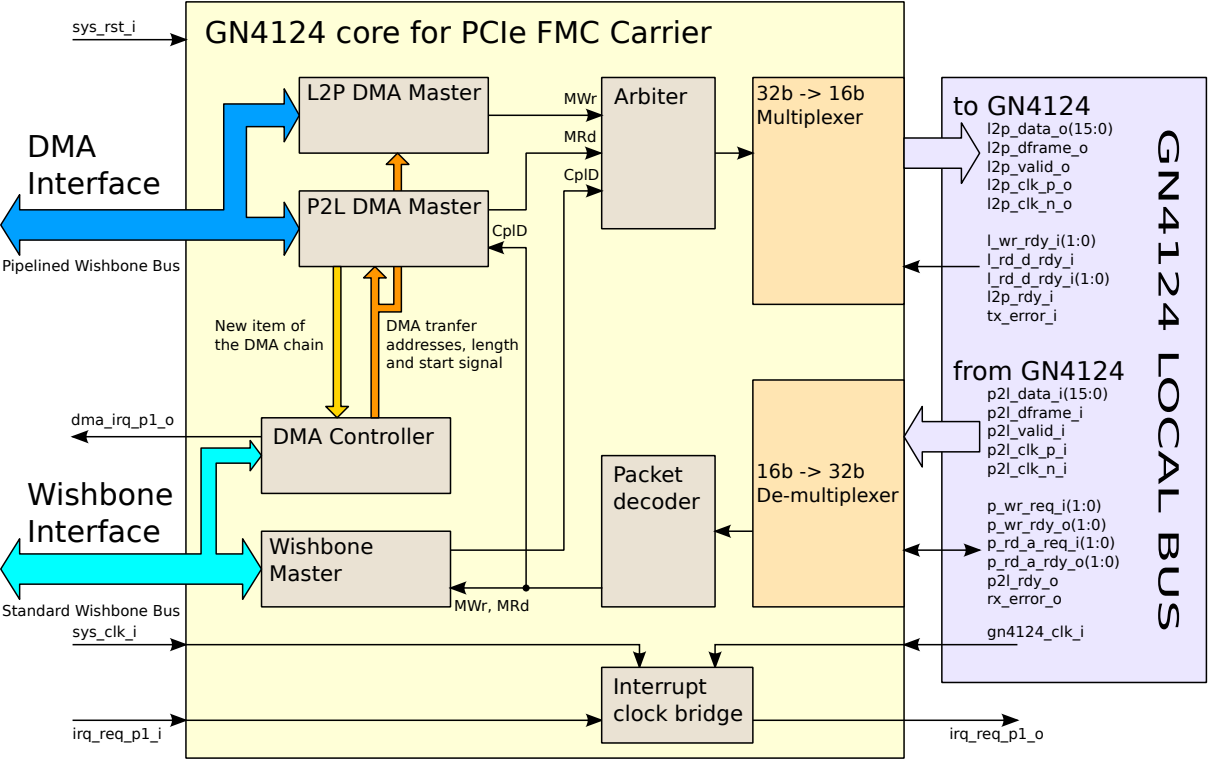 sys_rst_i
GN4124 core for PCIe FMC Carrier
L2P DMA Master
MWr
Arbiter
32b -> 16b
Multiplexer
MRd
CplD
DMA
Interface
Pipelined Wishbone Bus
P2L DMA Master
CplD
New item of
the DMA chain
DMA tranfer
addresses, length
and start signal
dma_irq_p1_o
DMA Controller
Wishbone
Interface
Standard Wishbone Bus
Wishbone
Master
MWr, MRd
Packet
decoder
16b -> 32b
De-multiplexer
sys_clk_i
Interrupt
clock bridge
irq_req_p1_i
irq_req_p1_o
to GN4124
l2p_data_o(15:0)
l2p_dframe_o
l2p_valid_o
l2p_clk_p_o
l2p_clk_n_o
l_wr_rdy_i(1:0)
l_rd_d_rdy_i
l_rd_d_rdy_i(1:0)
l2p_rdy_i
tx_error_i
from GN4124
p2l_data_i(15:0)
p2l_dframe_i
p2l_valid_i
p2l_clk_p_i
p2l_clk_n_i
p_wr_req_i(1:0)
p_wr_rdy_o(1:0)
p_rd_a_req_i(1:0)
p_rd_a_rdy_o(1:0)
p2l_rdy_o
rx_error_o
gn4124_clk_i
GN4124 LOCAL BUS